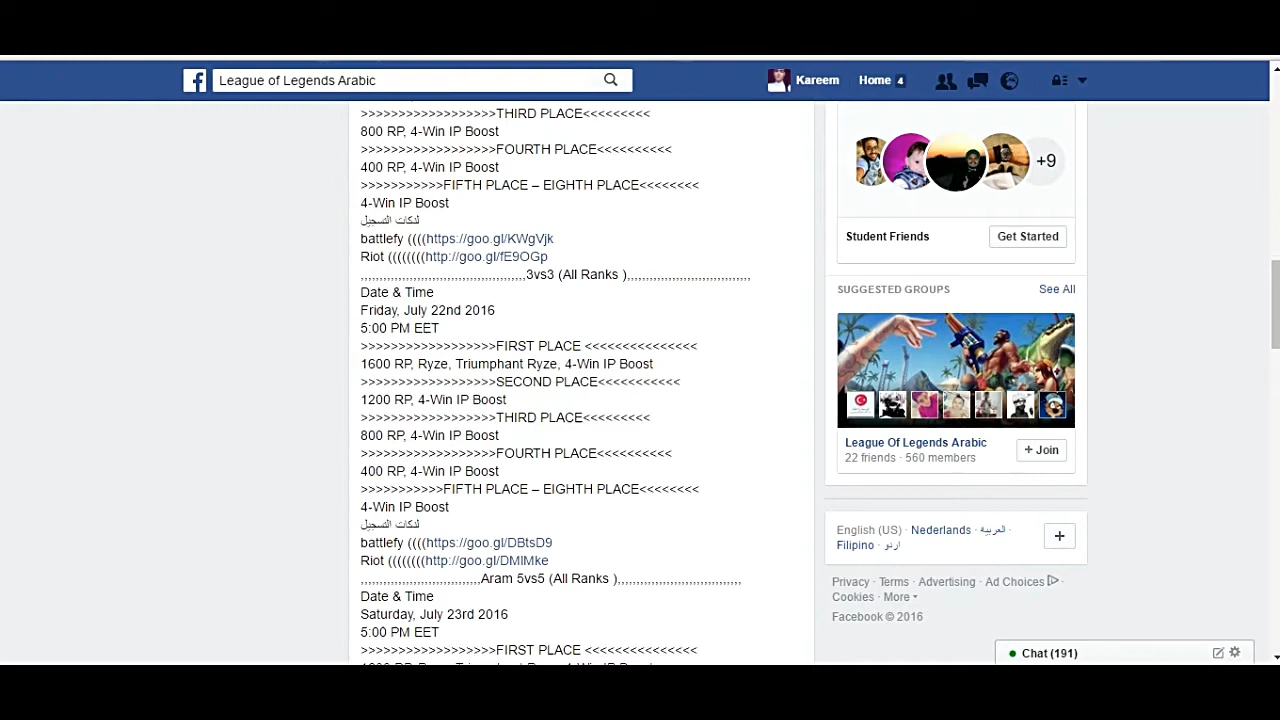 League of Legends Arabic
Kareem
Home 4
>>>>>>>>>>>>>>>>>>THIRD PLACE<<<<<<<<<
800 RP, 4-Win IP Boost
>>>>>>>>>>>>>>>>>>FOURTH PLACE<<<<<<<<<<
400 RP, 4-Win IP Boost
>>>>>>>>>>>FIFTH PLACE – EIGHTH PLACE<<<<<<<<
4-Win IP Boost
لنكات التسجيل
battlefy ((((https://goo.gl/KWgVjk
Riot ((((((((http://goo.gl/fE9OGp
,,,,,,,,,,,,,,,,,,,,,,,,,,,,,,,,,,,,,,,,,,,,3vs3 (All Ranks ),,,,,,,,,,,,,,,,,,,,,,,,,,,,,,,,,
Date & Time
Friday, July 22nd 2016
5:00 PM EET
>>>>>>>>>>>>>>>>>>FIRST PLACE <<<<<<<<<<<<<<<
1600 RP, Ryze, Triumphant Ryze, 4-Win IP Boost
>>>>>>>>>>>>>>>>>>SECOND PLACE<<<<<<<<<<<
1200 RP, 4-Win IP Boost
>>>>>>>>>>>>>>>>>>THIRD PLACE<<<<<<<<<
800 RP, 4-Win IP Boost
>>>>>>>>>>>>>>>>>>FOURTH PLACE<<<<<<<<<<
400 RP, 4-Win IP Boost
>>>>>>>>>>>FIFTH PLACE – EIGHTH PLACE<<<<<<<<
4-Win IP Boost
لنكات التسجيل
battlefy ((((https://goo.gl/DBtsD9
Riot ((((((((http://goo.gl/DMIMke
,,,,,,,,,,,,,,,,,,,,,,,,,,,,,,,,Aram 5vs5 (All Ranks ),,,,,,,,,,,,,,,,,,,,,,,,,,,,,,,,,
Date & Time
Saturday, July 23rd 2016
5:00 PM EET
>>>>>>>>>>>>>>>>>>FIRST PLACE <<<<<<<<<<<<<<<
+9
Student Friends
Get Started
SUGGESTED GROUPS
See All
League Of Legends Arabic
22 friends · 560 members
+ Join
English (US) · Nederlands · العربية ·
Filipino · اردو
+
Privacy · Terms · Advertising · Ad Choices ·
Cookies · More
Facebook © 2016
Chat (191)